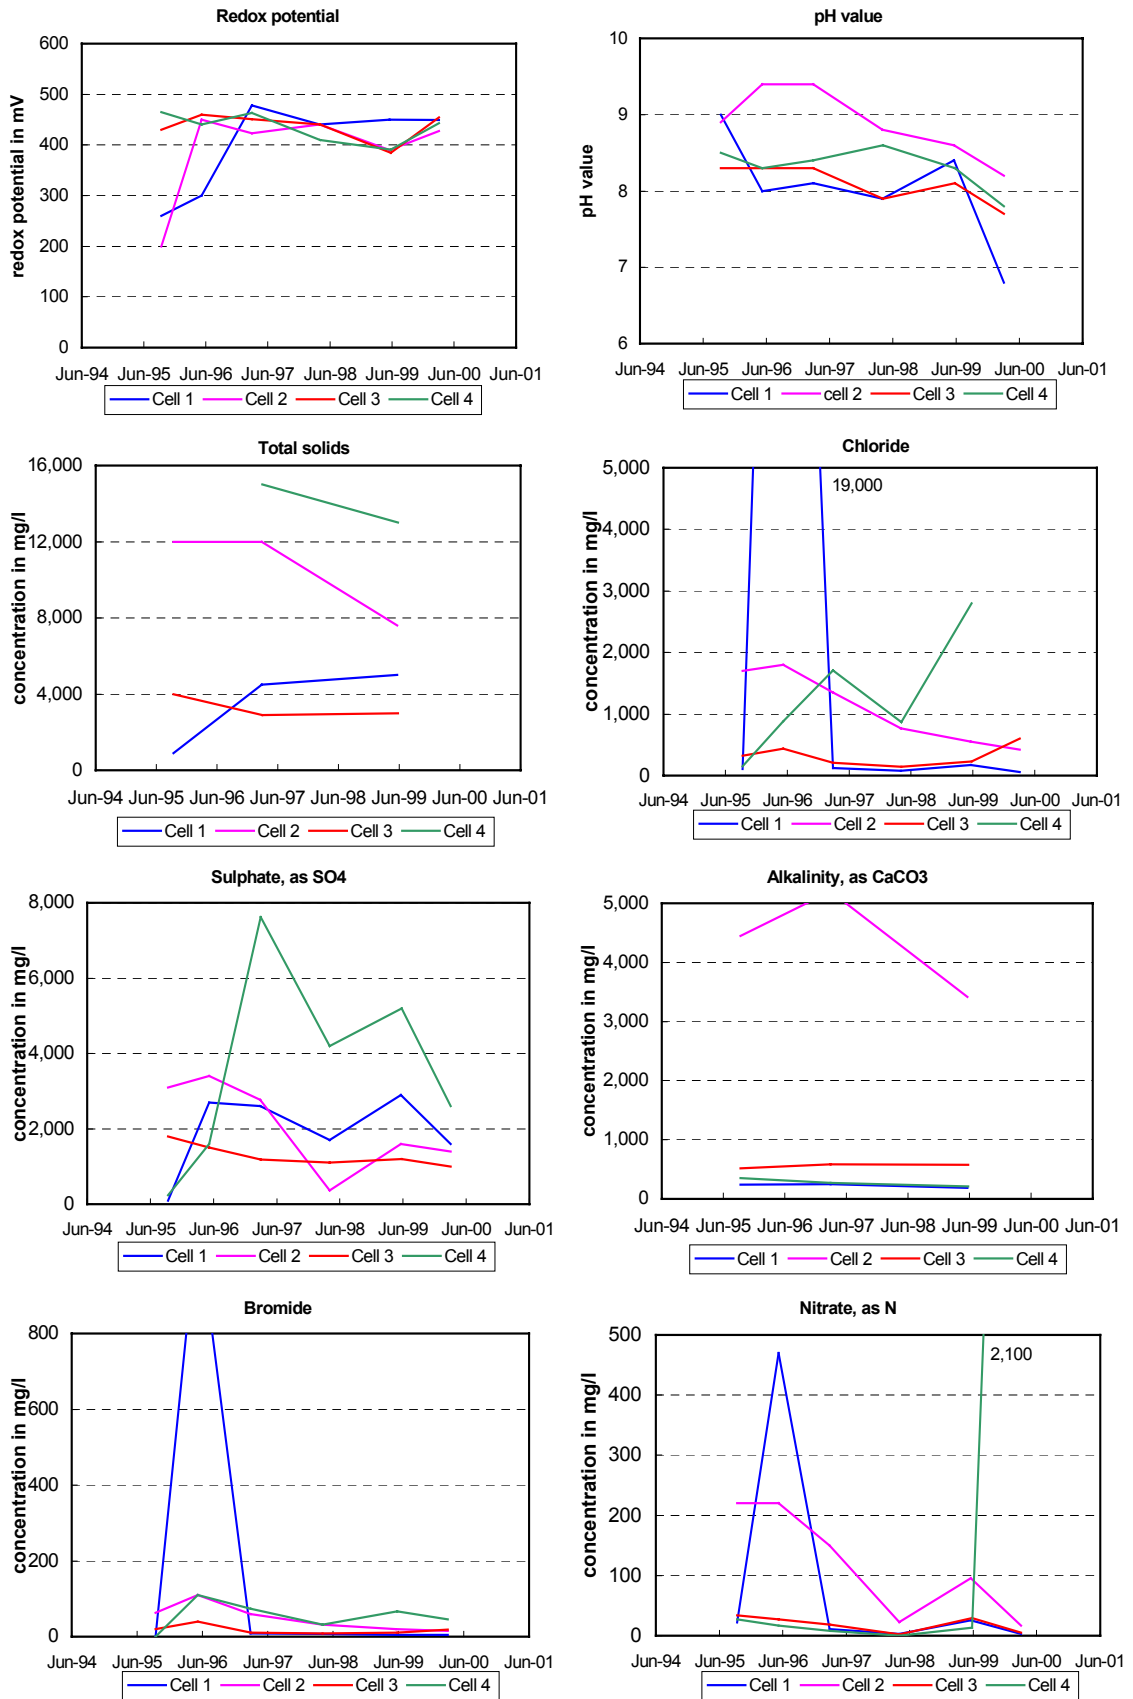 Redox potential
redox potential in mV
600
500
400
300
200
100
0
Jun-94 Jun-95 Jun-96 Jun-97 Jun-98 Jun-99 Jun-00 Jun-01
Cell 1 Cell 2 Cell 3 Cell 4
pH value
pH value
10
9
8
7
6
Jun-94 Jun-95 Jun-96 Jun-97 Jun-98 Jun-99 Jun-00 Jun-01
Cell 1 cell 2 Cell 3 Cell 4
Total solids
concentration in mg/l
16,000
12,000
8,000
4,000
0
Jun-94 Jun-95 Jun-96 Jun-97 Jun-98 Jun-99 Jun-00 Jun-01
Cell 1 Cell 2 Cell 3 Cell 4
Chloride
concentration in mg/l
5,000
19,000
4,000
3,000
2,000
1,000
0
Jun-94 Jun-95 Jun-96 Jun-97 Jun-98 Jun-99 Jun-00 Jun-01
Cell 1 Cell 2 Cell 3 Cell 4
Sulphate, as SO4
concentration in mg/l
8,000
6,000
4,000
2,000
0
Jun-94 Jun-95 Jun-96 Jun-97 Jun-98 Jun-99 Jun-00 Jun-01
Cell 1 Cell 2 Cell 3 Cell 4
Alkalinity, as CaCO3
concentration in mg/l
5,000
4,000
3,000
2,000
1,000
0
Jun-94 Jun-95 Jun-96 Jun-97 Jun-98 Jun-99 Jun-00 Jun-01
Cell 1 Cell 2 Cell 3 Cell 4
Bromide
concentration in mg/l
800
600
400
200
0
Jun-94 Jun-95 Jun-96 Jun-97 Jun-98 Jun-99 Jun-00 Jun-01
Cell 1 Cell 2 Cell 3 Cell 4
Nitrate, as N
concentration in mg/l
500
2,100
400
300
200
100
0
Jun-94 Jun-95 Jun-96 Jun-97 Jun-98 Jun-99 Jun-00 Jun-01
Cell 1 Cell 2 Cell 3 Cell 4